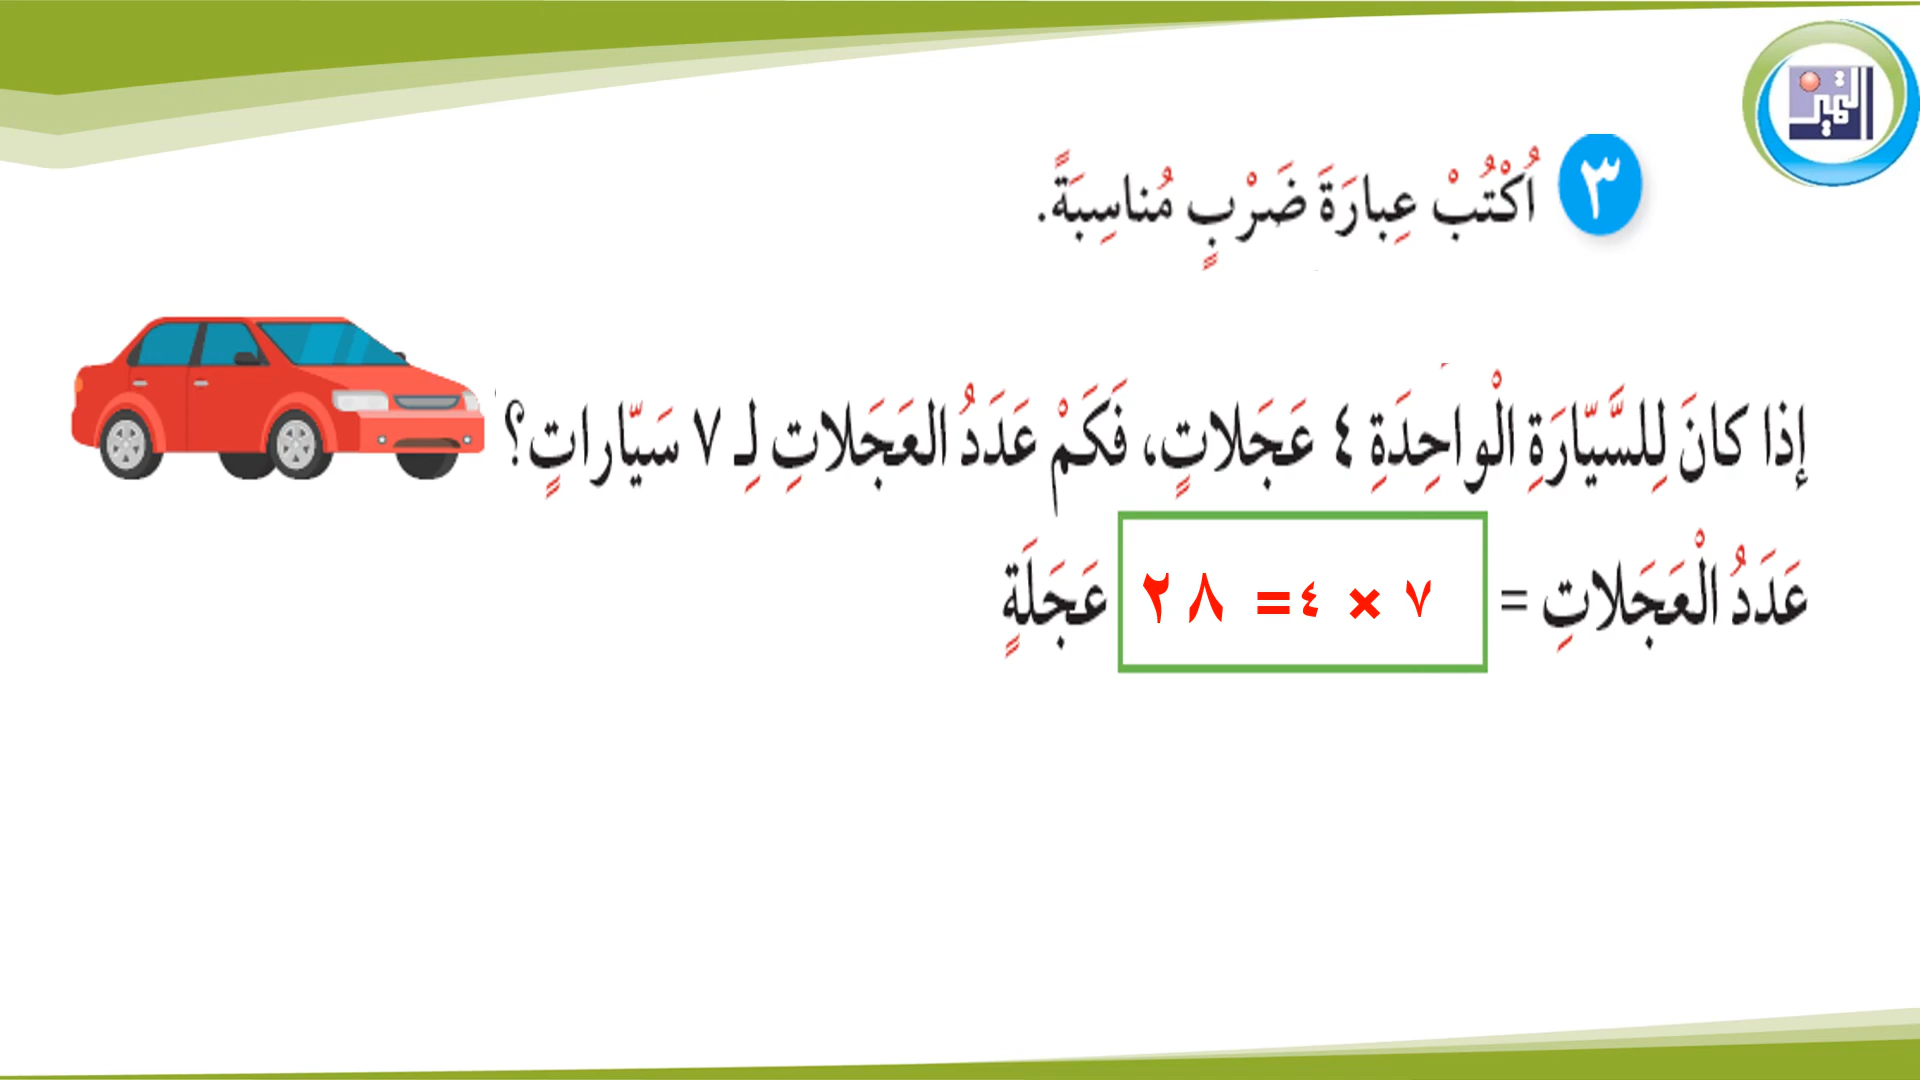 التميز
٣ اُكْتُبْ عِبارَةَ ضَرْبٍ مُناسِبَةً.
إذا كانَ لِلسَّيّارَةِ الْواحِدَةِ ٤ عَجَلاتٍ، فَكَمْ عَدَدُ العَجَلاتِ لِـ ٧ سَيّاراتٍ؟
عَدَدُ الْعَجَلاتِ = ٧ × ٤ = ٢٨ عَجَلَةٍ